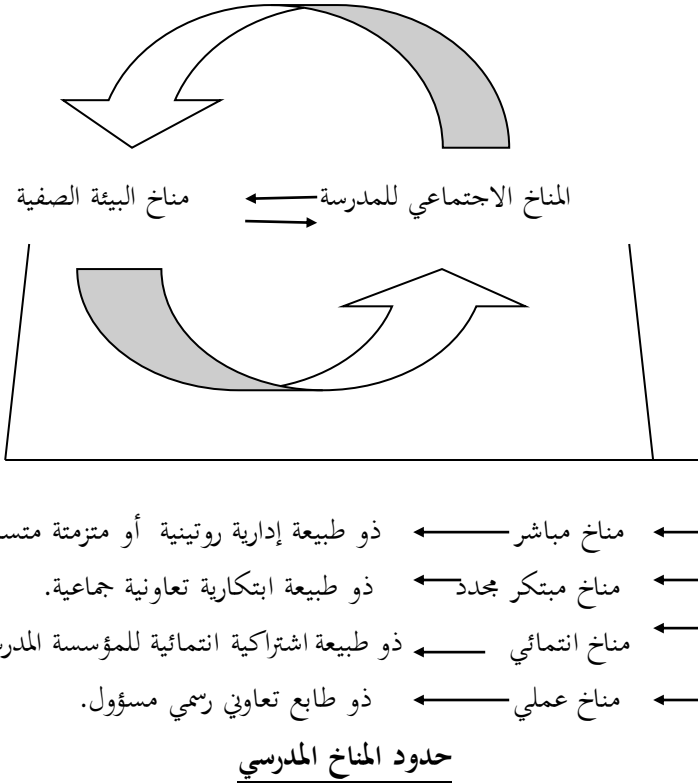 المناخ الاجتماعي للمدرسة مناخ البيئة الصفية
مناخ مباشر ذو طبيعة إدارية روتينية أو متزمتة
مناخ مبتكر مجدد ذو طبيعة ابتكارية تعاونية جماعية.
مناخ انتمائي ذو طبيعة اشتراكية انتمائية للمؤسسة
مناخ عملي ذو طابع تعاوني رسمي مسؤول.
حدود المناخ المدرسي